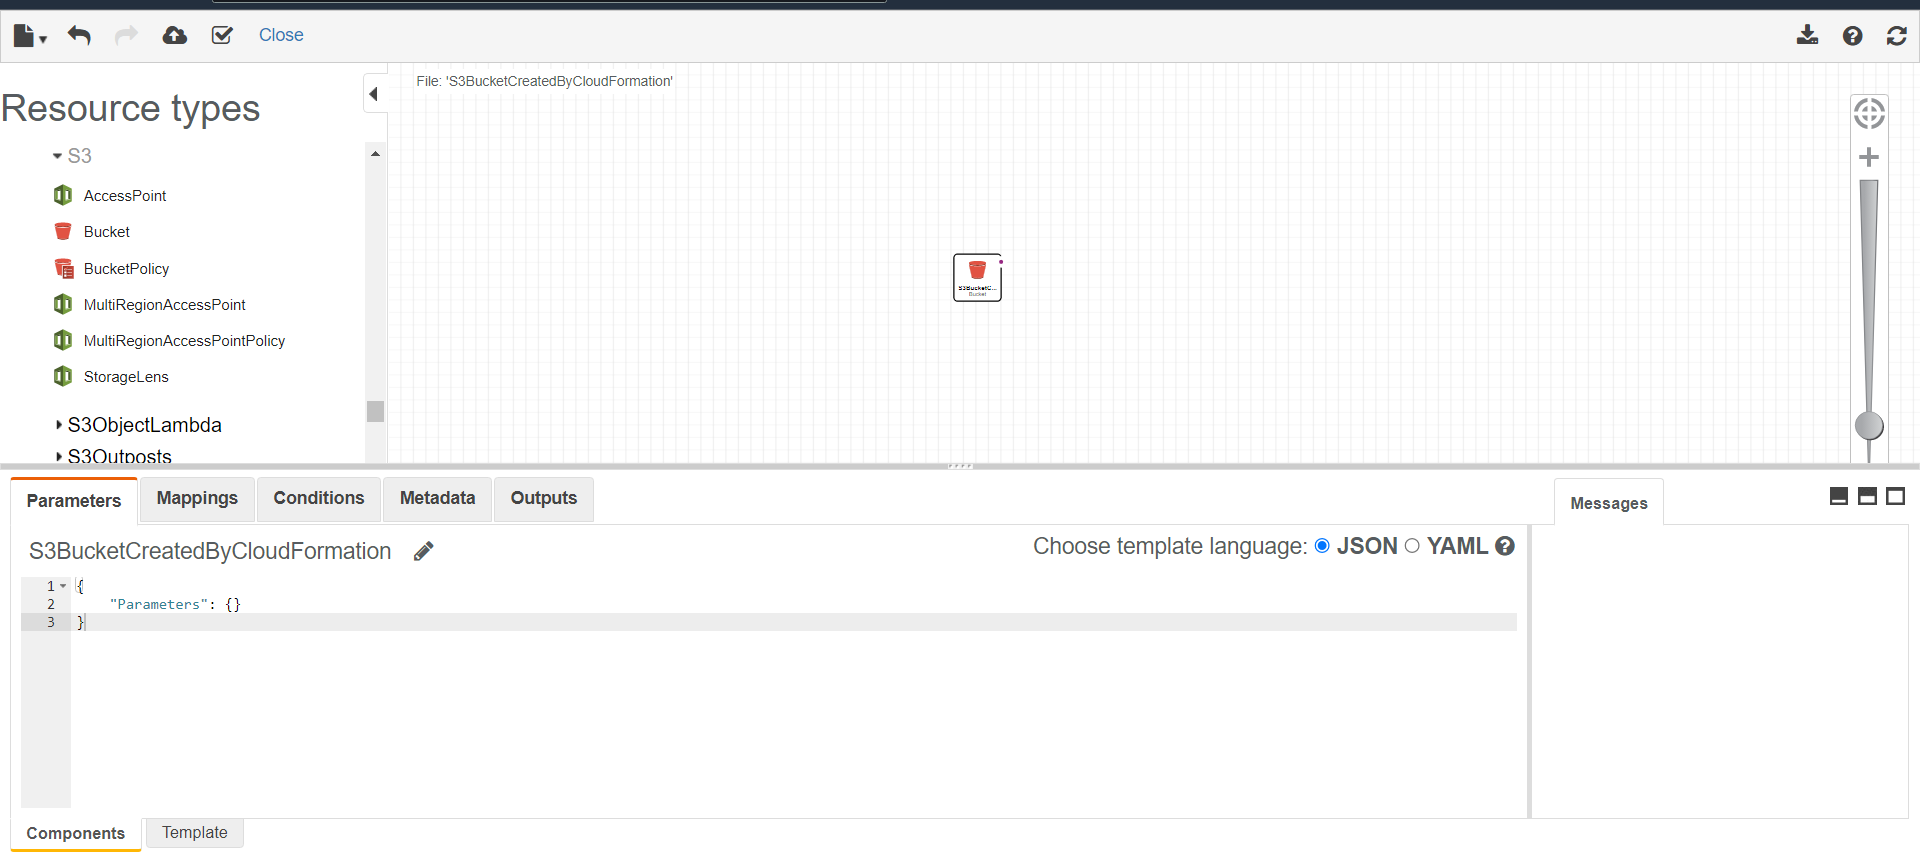 Close
File: 'S3BucketCreatedByCloudFormation'
Resource types
S3
AccessPoint
Bucket
BucketPolicy
MultiRegionAccessPoint
MultiRegionAccessPointPolicy
StorageLens
S3ObjectLambda
S3Outposts
S3BucketC...
Bucket
Parameters
Mappings
Conditions
Metadata
Outputs
Messages
S3BucketCreatedByCloudFormation
Choose template language: JSON YAML
1 {
2 "Parameters": {}
3 }
Components
Template